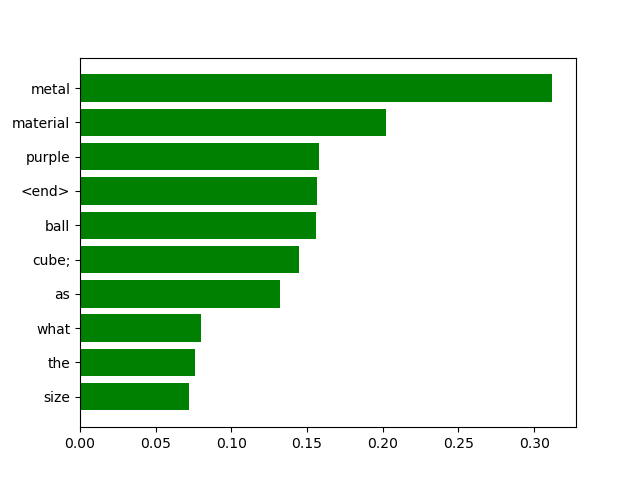 metal
material
purple
<end>
ball
cube;
as
what
the
size
0.00 0.05 0.10 0.15 0.20 0.25 0.30